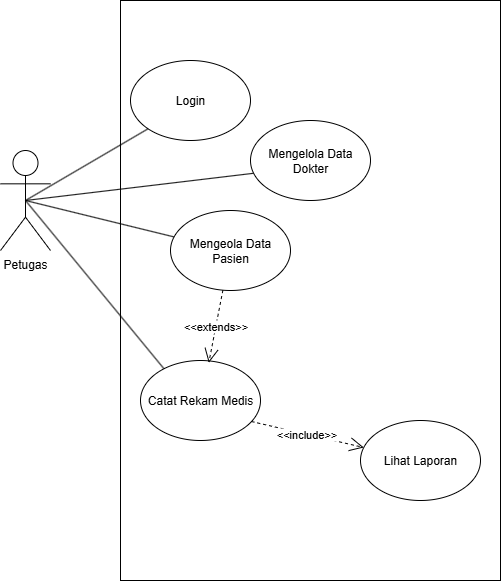 Login
Mengelola Data
Dokter
Mengeola Data
Pasien
Petugas
<<extends>>
Catat Rekam Medis
<<include>>
Lihat Laporan